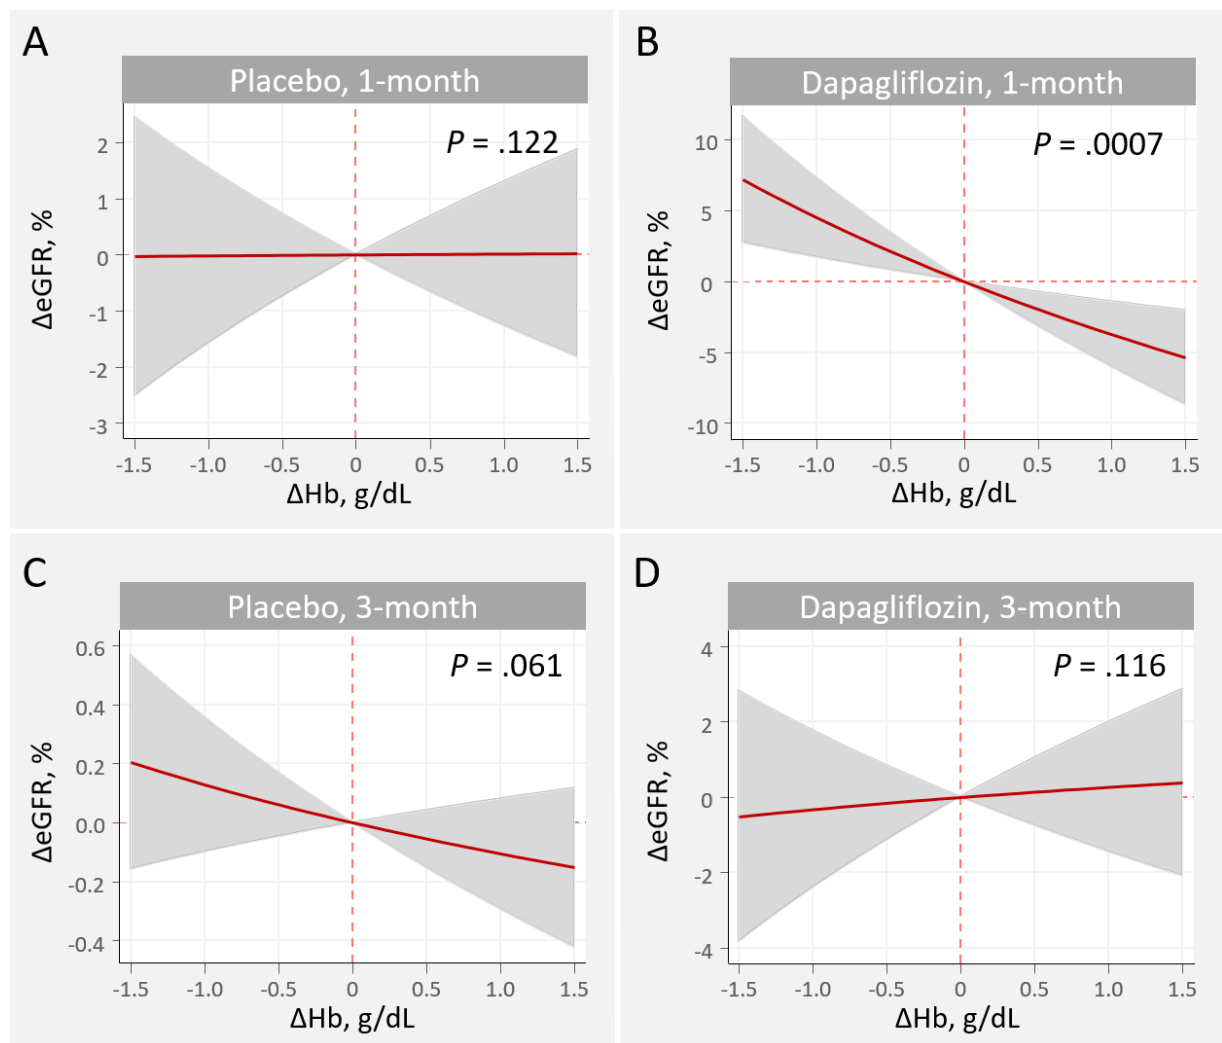 A
Placebo, 1-month
P = .122
2
1
0
-1
-2
-3
ΔeGFR, %
-1.5 -1.0 -0.5 0 0.5 1.0 1.5
ΔHb, g/dL
B
Dapagliflozin, 1-month
P = .0007
10
5
0
-5
-10
ΔeGFR, %
-1.5 -1.0 -0.5 0 0.5 1.0 1.5
ΔHb, g/dL
C
Placebo, 3-month
P = .061
0.6
0.4
0.2
0.0
-0.2
-0.4
ΔeGFR, %
-1.5 -1.0 -0.5 0 0.5 1.0 1.5
ΔHb, g/dL
D
Dapagliflozin, 3-month
P = .116
4
2
0
-2
-4
ΔeGFR, %
-1.5 -1.0 -0.5 0 0.5 1.0 1.5
ΔHb, g/dL